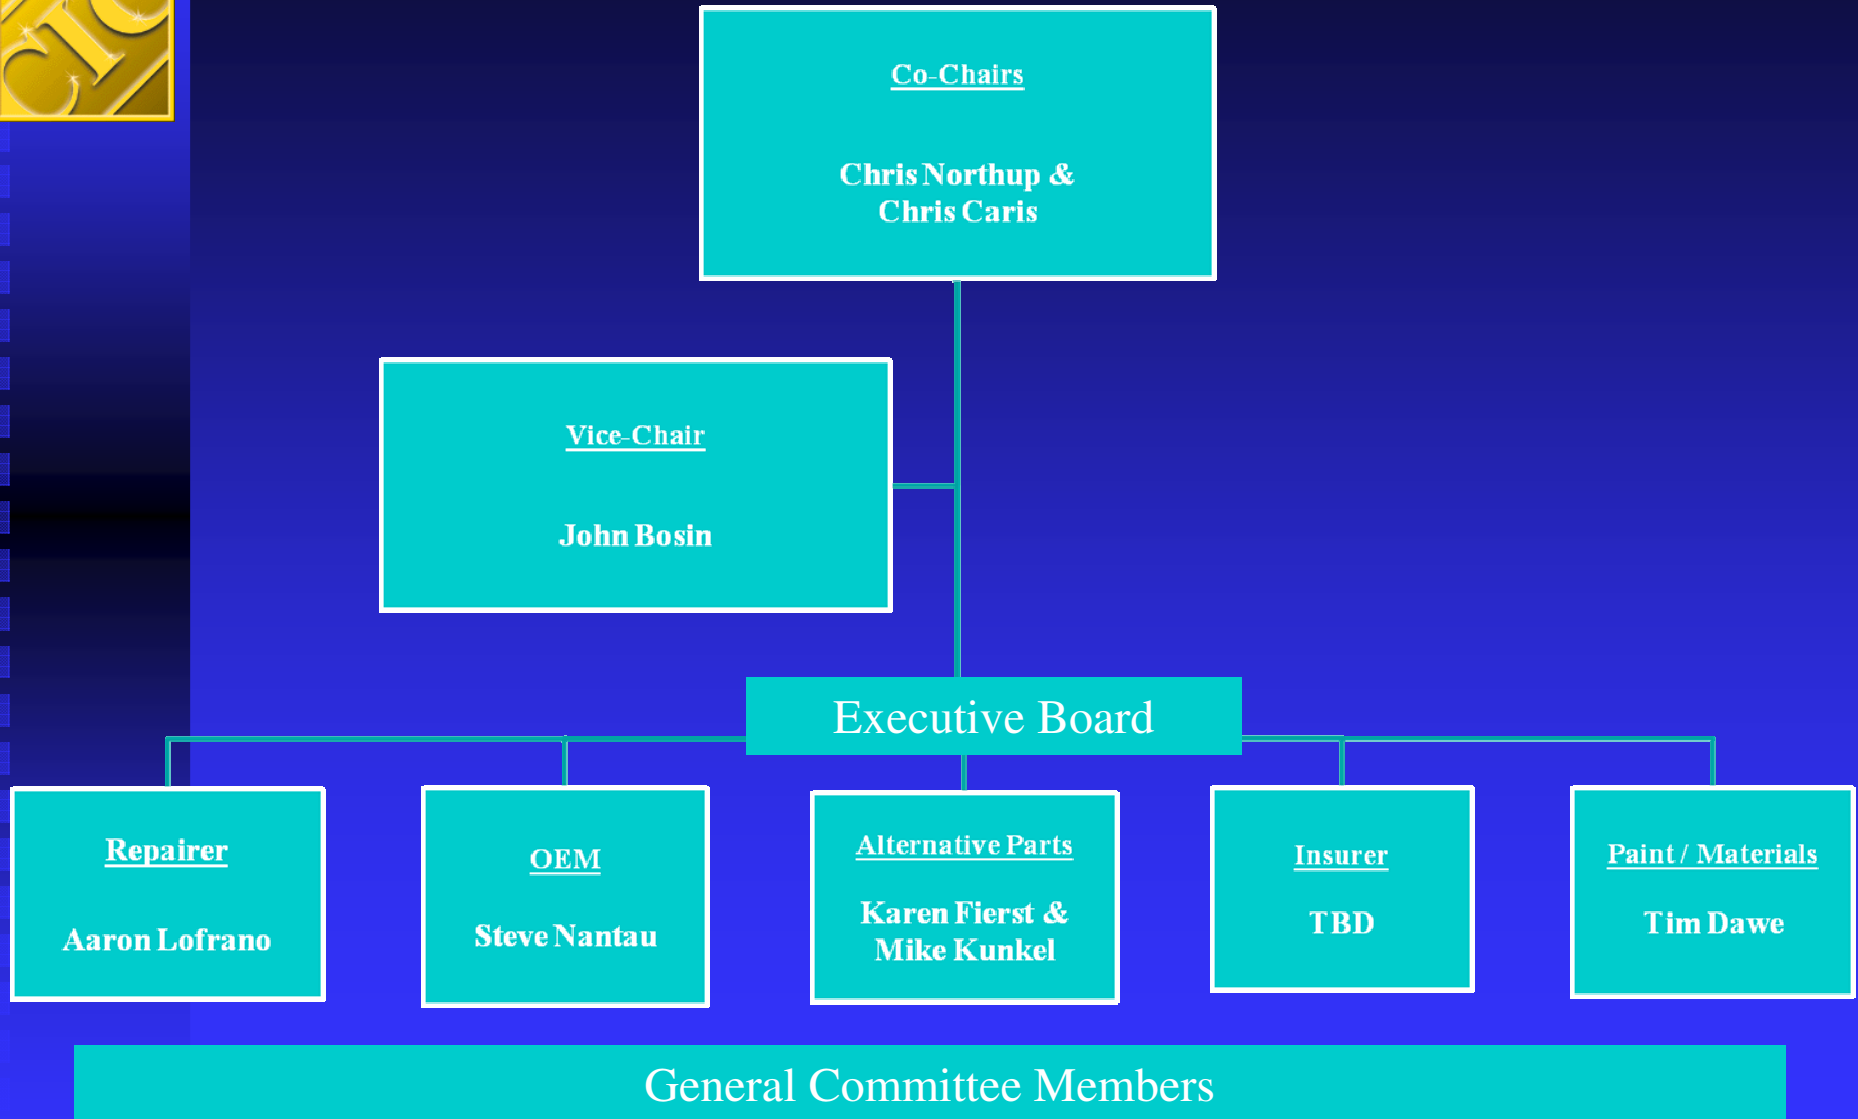 CIC
Co-Chairs
Chris Northup &
Chris Caris
Vice-Chair
John Bosin
Executive Board
Repairer
Aaron Lofrano
OEM
Steve Nantau
Alternative Parts
Karen Fierst &
Mike Kunkel
Insurer
TBD
Paint / Materials
Tim Dawe
General Committee Members